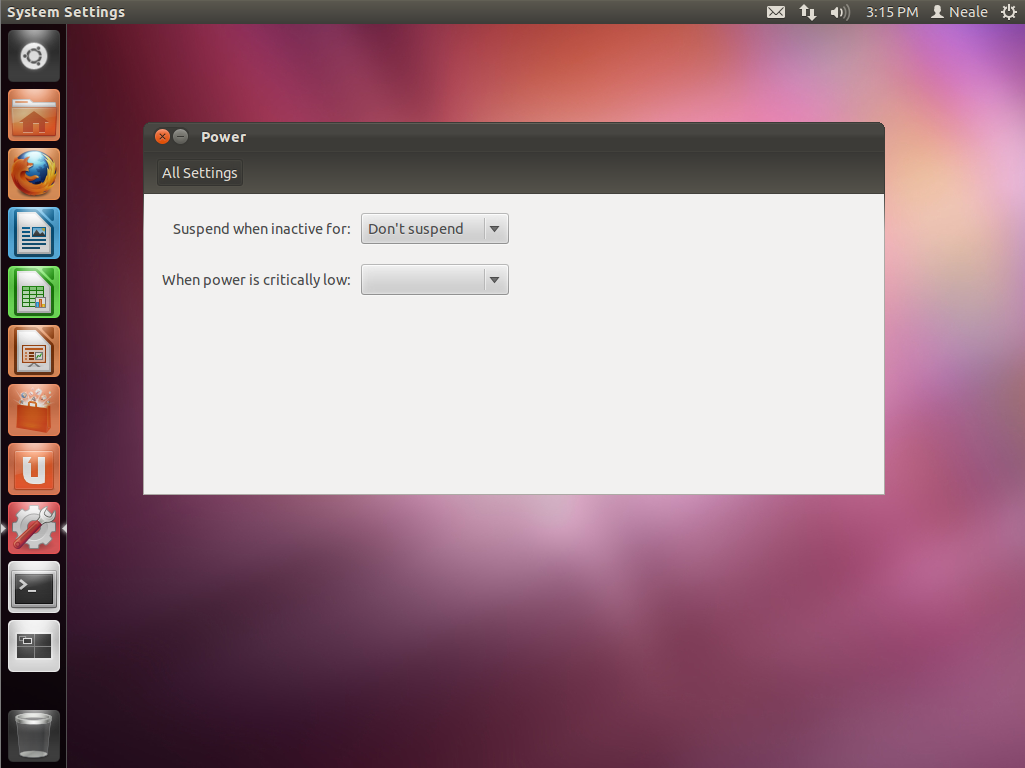 System Settings 3:15 PM Neale
Power
All Settings
Suspend when inactive for: Don't suspend
When power is critically low:
>_